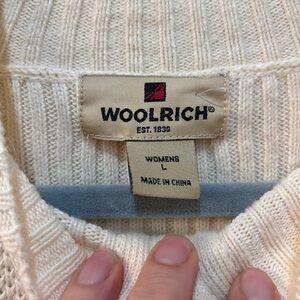 WOOLRICH®
EST. 1830
WOMENS
L
MADE IN CHINA